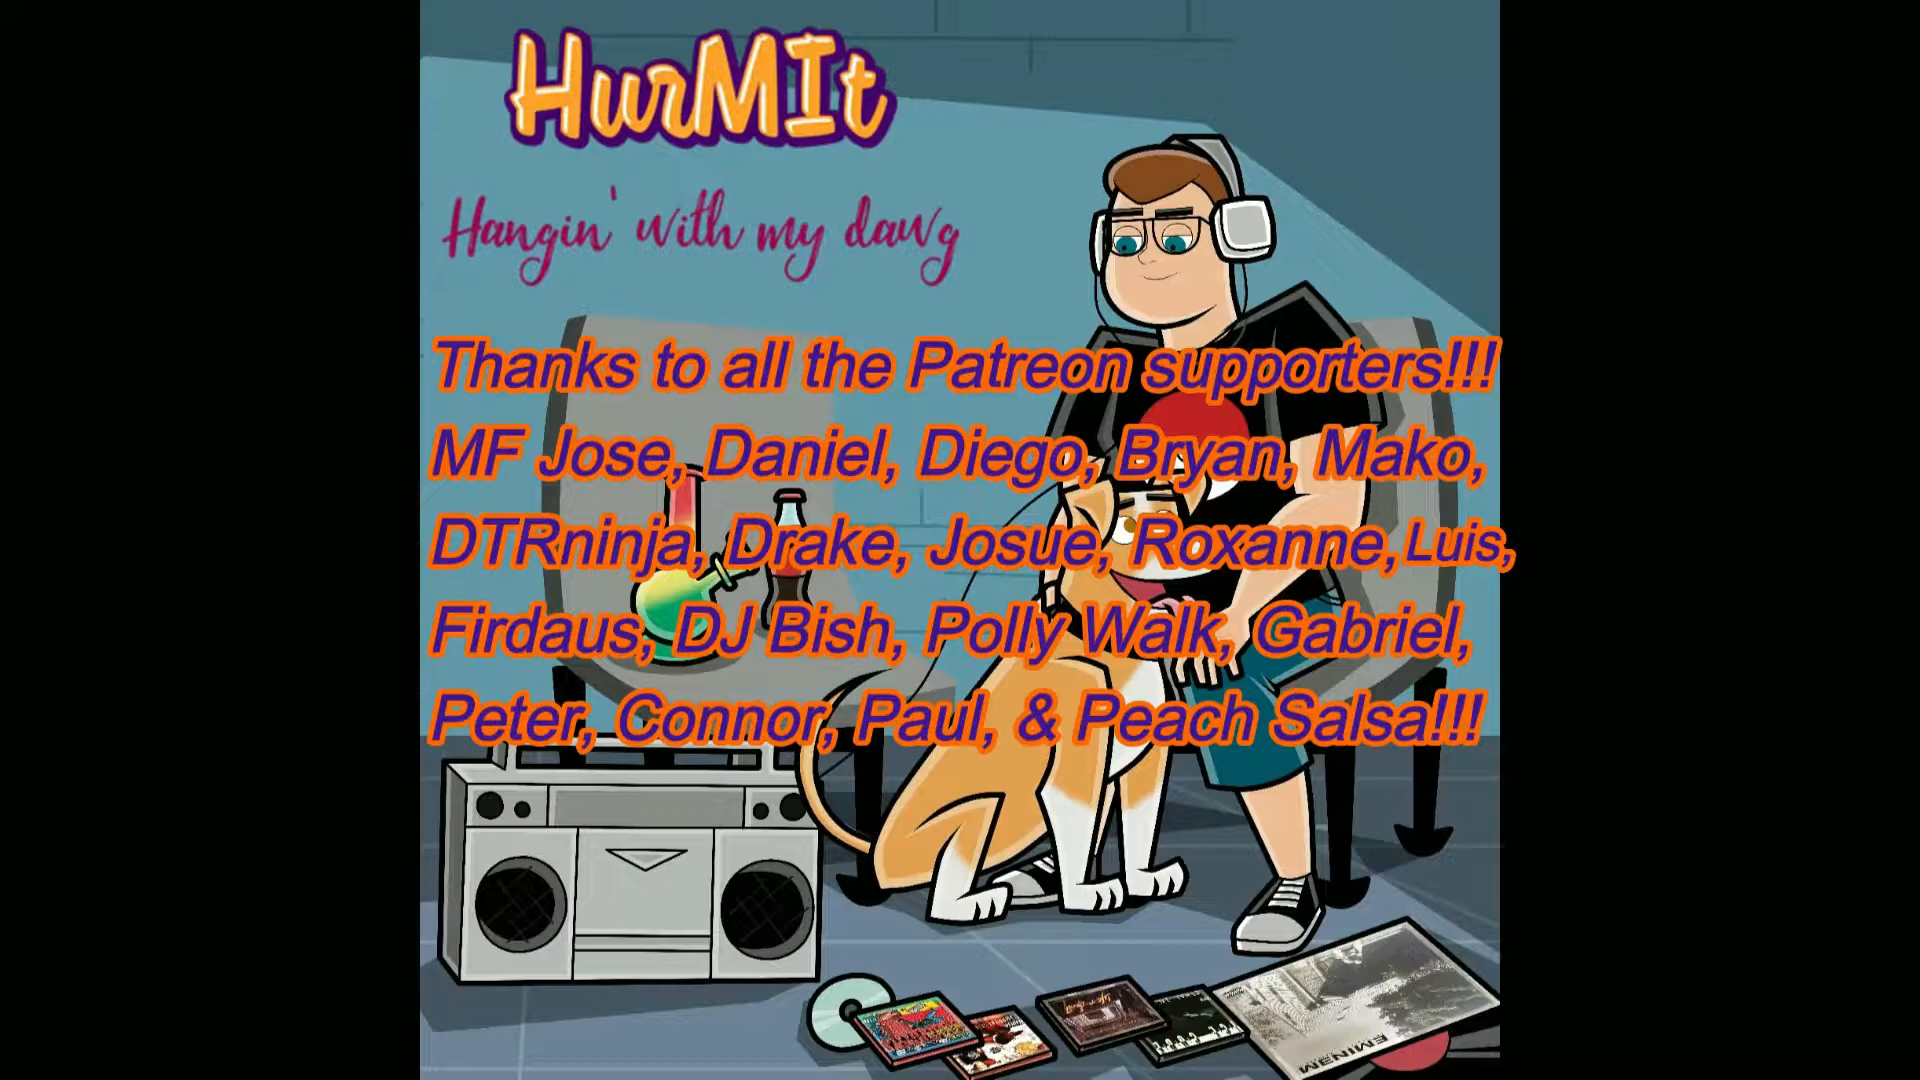 HurMIt
Hangin' with my dawg
Thanks to all the Patreon supporters!!!
MF Jose, Daniel, Diego, Bryan, Mako,
DTRninja, Drake, Josue, Roxanne, Luis,
Firdaus, DJ Bish, Polly Walk, Gabriel,
Peter, Connor, Paul, & Peach Salsa!!!
EMINEM